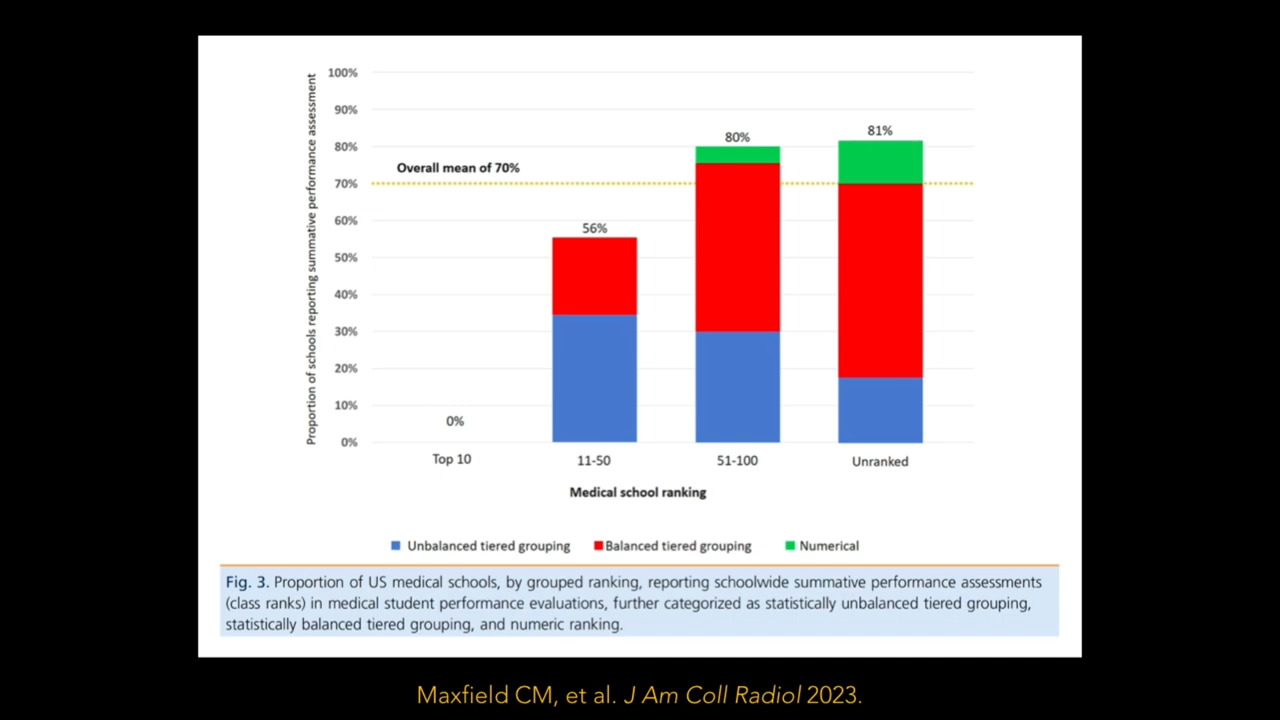 Proportion of schools reporting summative performance assessment
100%
90%
80%
70%
60%
50%
40%
30%
20%
10%
0%
Overall mean of 70%
0%
56%
80%
81%
Top 10
11-50
51-100
Unranked
Medical school ranking
Unbalanced tiered grouping
Balanced tiered grouping
Numerical
Fig. 3. Proportion of US medical schools, by grouped ranking, reporting schoolwide summative performance assessments
(class ranks) in medical student performance evaluations, further categorized as statistically unbalanced tiered grouping,
statistically balanced tiered grouping, and numeric ranking.
Maxfield CM, et al. J Am Coll Radiol 2023.